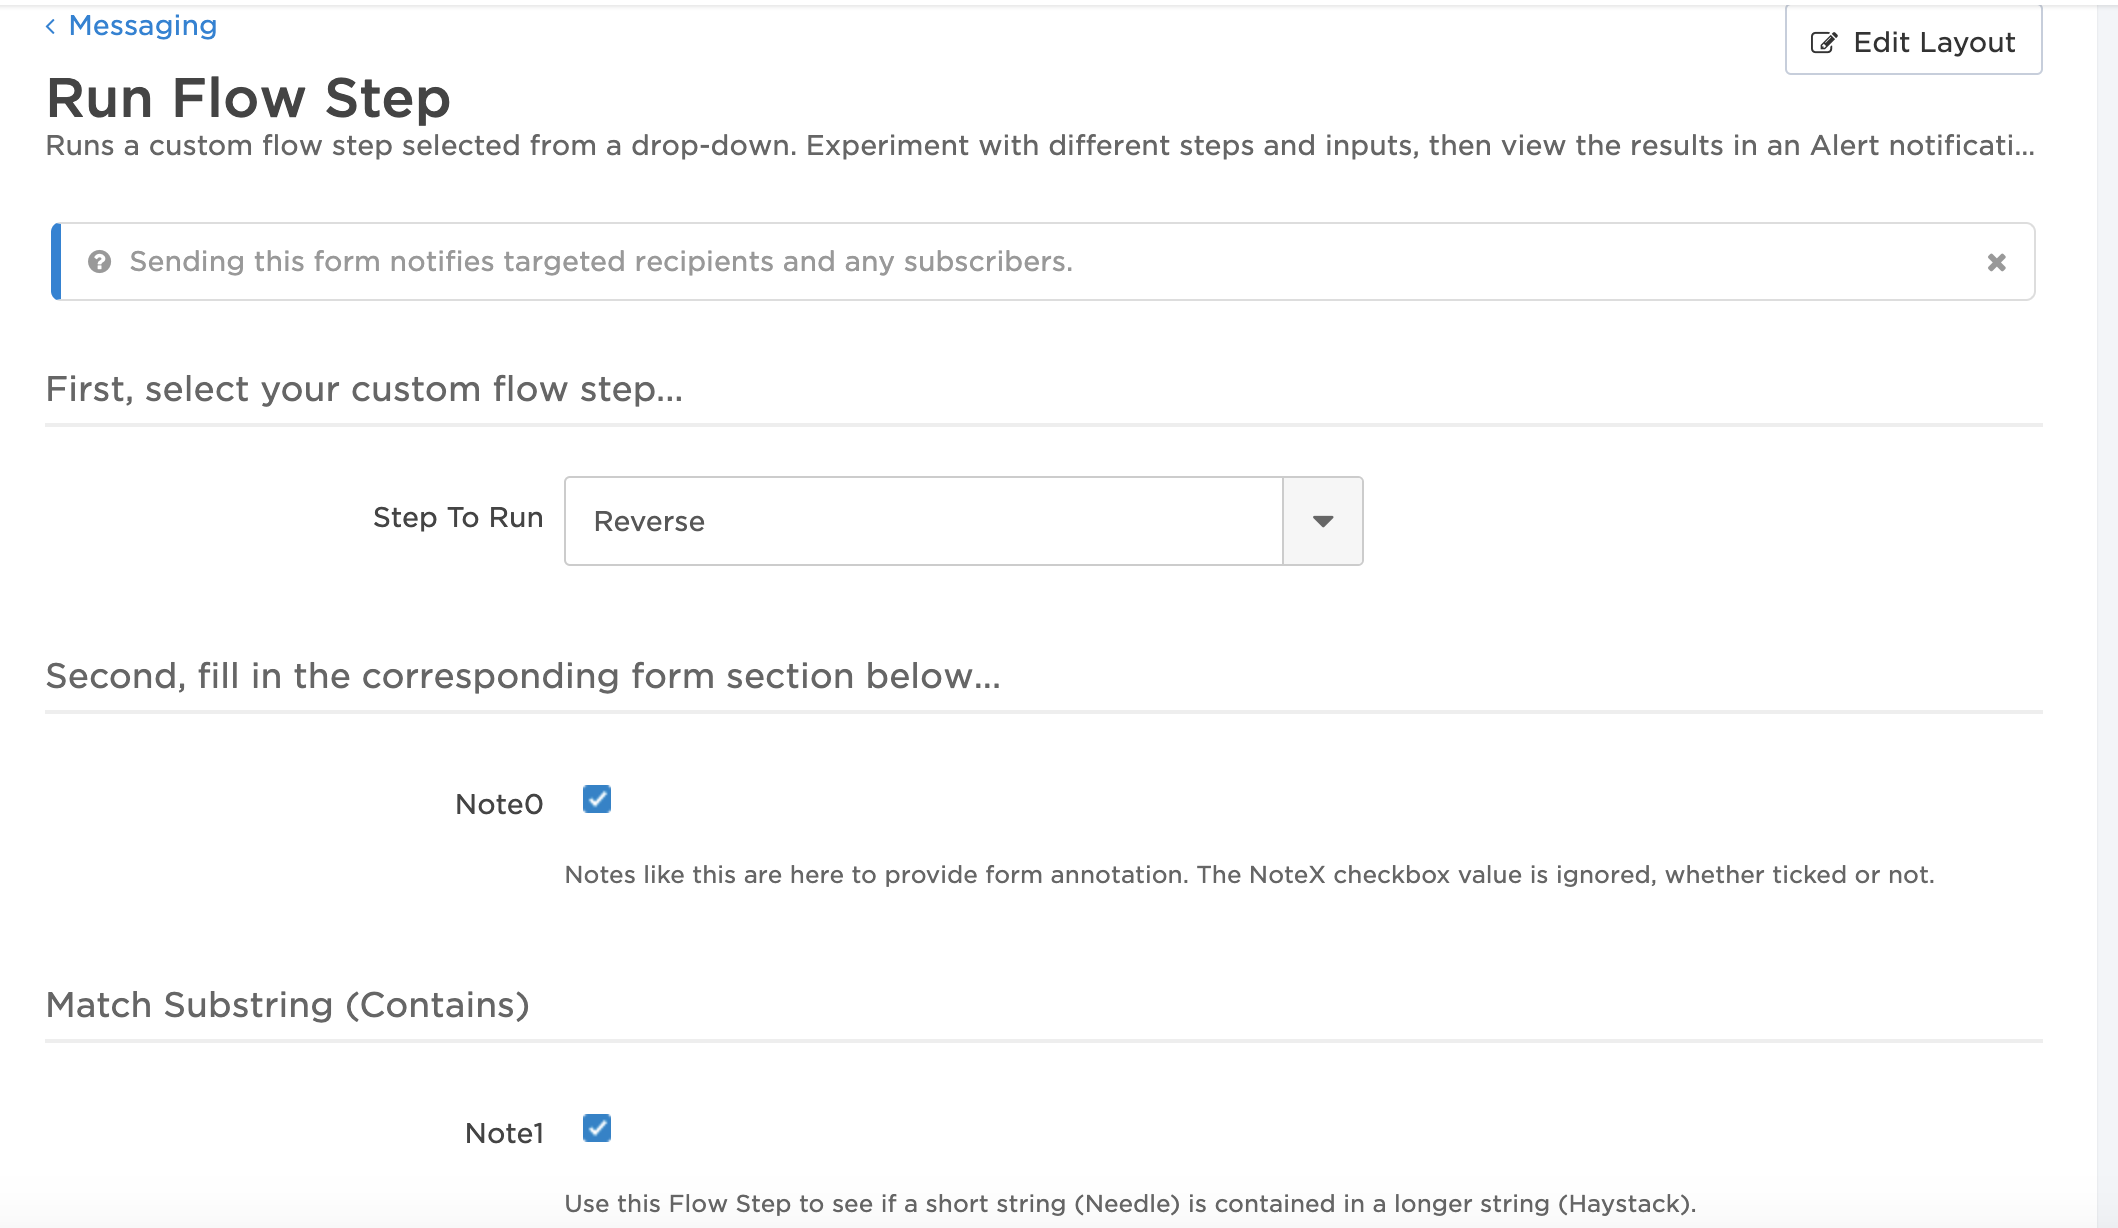 Messaging
Edit Layout
Run Flow Step
Runs a custom flow step selected from a drop-down. Experiment with different steps and inputs, then view the results in an Alert notificati...
Sending this form notifies targeted recipients and any subscribers.
First, select your custom flow step...
Step To Run
Reverse
Second, fill in the corresponding form section below...
Note0
Notes like this are here to provide form annotation. The NoteX checkbox value is ignored, whether ticked or not.
Match Substring (Contains)
Note1
Use this Flow Step to see if a short string (Needle) is contained in a longer string (Haystack).